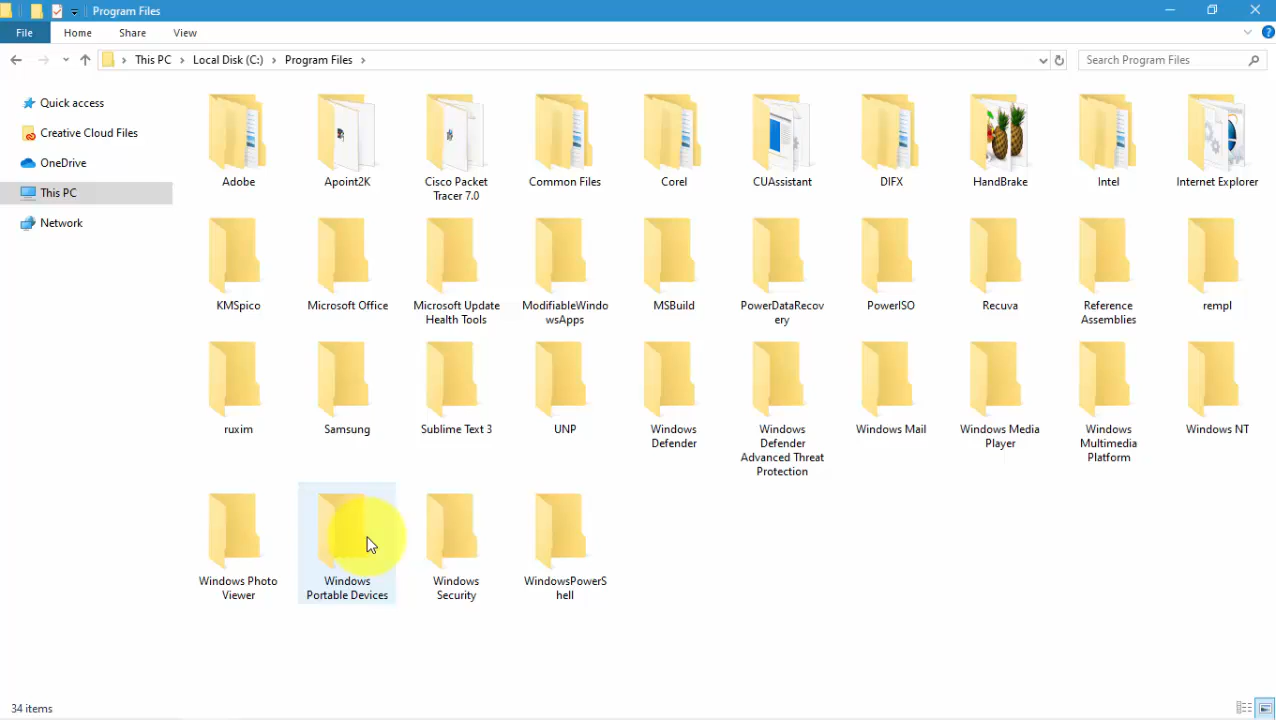 Program Files
File
Home
Share
View
This PC
Local Disk (C:)
Program Files
Search Program Files
Quick access
Creative Cloud Files
OneDrive
This PC
Network
Adobe
Apoint2K
Cisco Packet
Tracer 7.0
Common Files
Corel
CUAssistant
DIFX
HandBrake
Intel
Internet Explorer
KMSpico
Microsoft Office
Microsoft Update
Health Tools
ModifiableWindo
wsApps
MSBuild
PowerDataRecov
ery
PowerISO
Recuva
Reference
Assemblies
rempl
ruxim
Samsung
Sublime Text 3
UNP
Windows
Defender
Windows
Defender
Advanced Threat
Protection
Windows Mail
Windows Media
Player
Windows
Multimedia
Platform
Windows NT
Windows Photo
Viewer
Windows
Portable Devices
Windows
Security
WindowsPowerS
hell
34 items